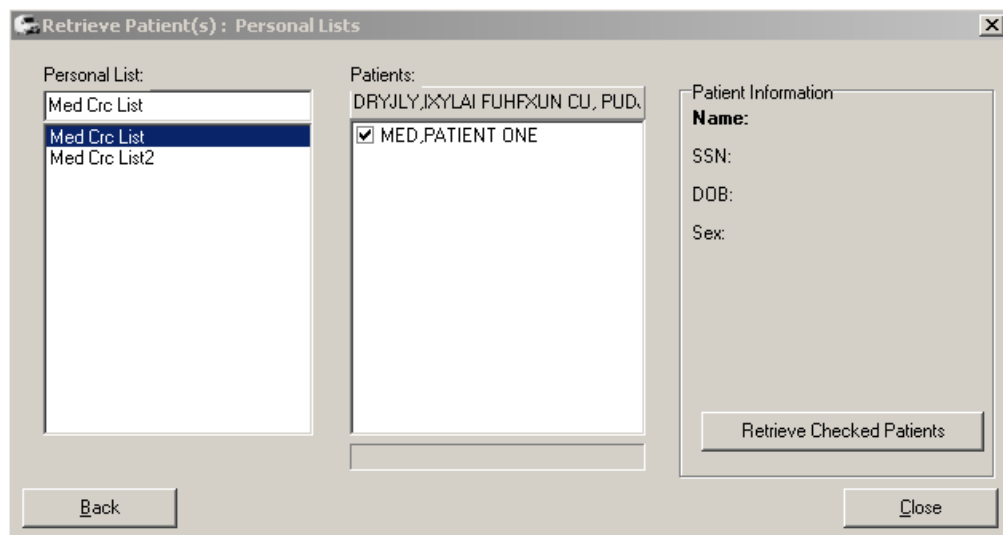 Retrieve Patient(s) : Personal Lists
Personal List:
Med Crc List
Med Crc List
Med Crc List2
Patients:
DRYJLY,IXYLAI FUHFXUN CU, PUD
MED,PATIENT ONE
Patient Information
Name:
SSN:
DOB:
Sex:
Retrieve Checked Patients
Back
Close